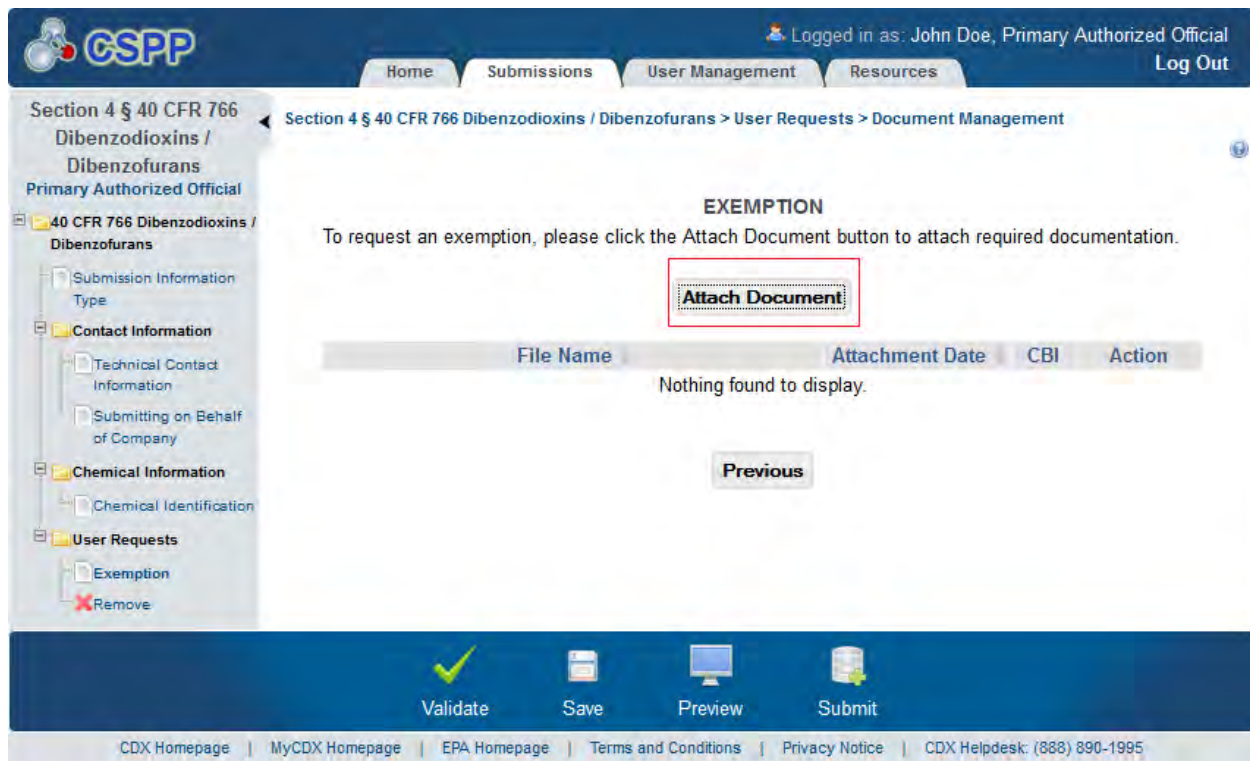 CSPP
Logged in as: John Doe, Primary Authorized Official
Log Out
Home
Submissions
User Management
Resources
Section 4 § 40 CFR 766
Dibenzodioxins /
Dibenzofurans
Primary Authorized Official
40 CFR 766 Dibenzodioxins /
Dibenzofurans
Submission Information
Type
Contact Information
Technical Contact
Information
Submitting on Behalf
of Company
Chemical Information
Chemical Identification
User Requests
Exemption
Remove
Section 4 § 40 CFR 766 Dibenzodioxins / Dibenzofurans > User Requests > Document Management
EXEMPTION
To request an exemption, please click the Attach Document button to attach required documentation.
Attach Document
File Name Attachment Date CBI Action
Nothing found to display.
Previous
Validate Save Preview Submit
CDX Homepage | MyCDX Homepage | EPA Homepage | Terms and Conditions | Privacy Notice | CDX Helpdesk: (888) 890-1995